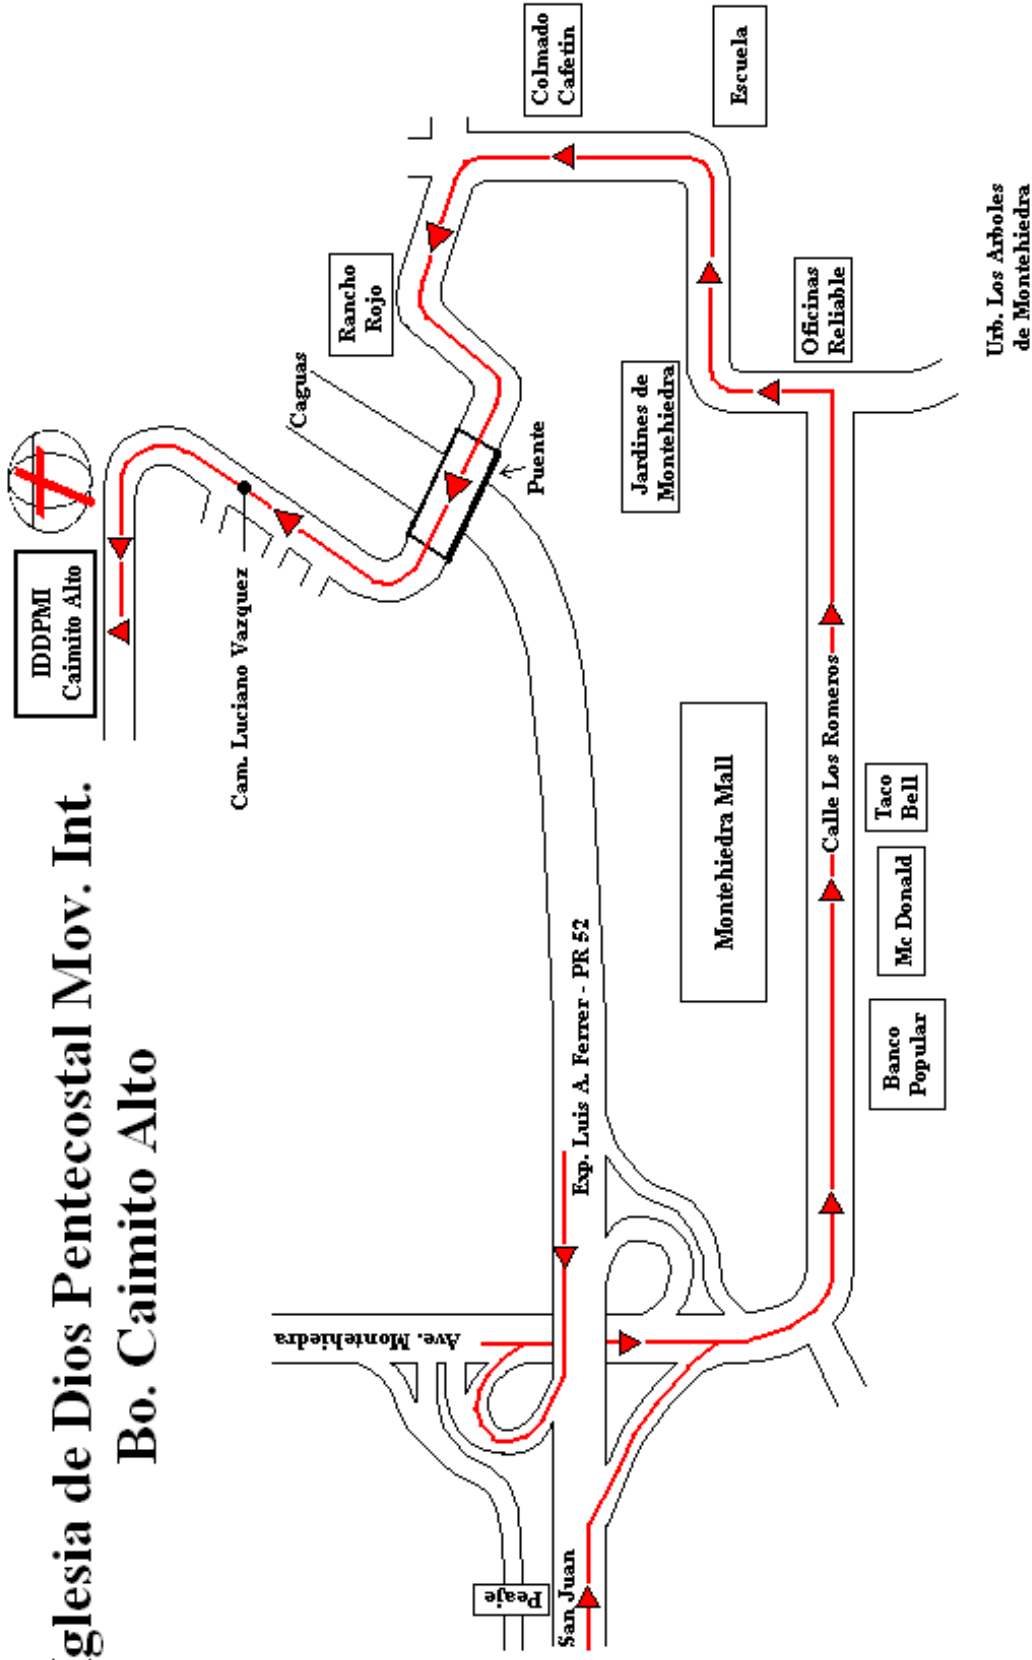 Iglesia de Dios Pentecostal Mov. Int.
Bo. Caimito Alto
IDDPMI
Caimito Alto
Cam. Luciano Vazquez
Caguas
Puente
Rancho
Rojo
Colmado
Cafetin
Escuela
Jardines de
Montehiedra
Oficinas
Reliable
Urb. Los Arboles
de Montehiedra
Ave. Montehiedra
Peaje
San Juan
Exp. Luis A. Ferrer - PR 52
Montehiedra Mall
Calle Los Romeros
Banco
Popular
Mc Donald
Taco
Bell